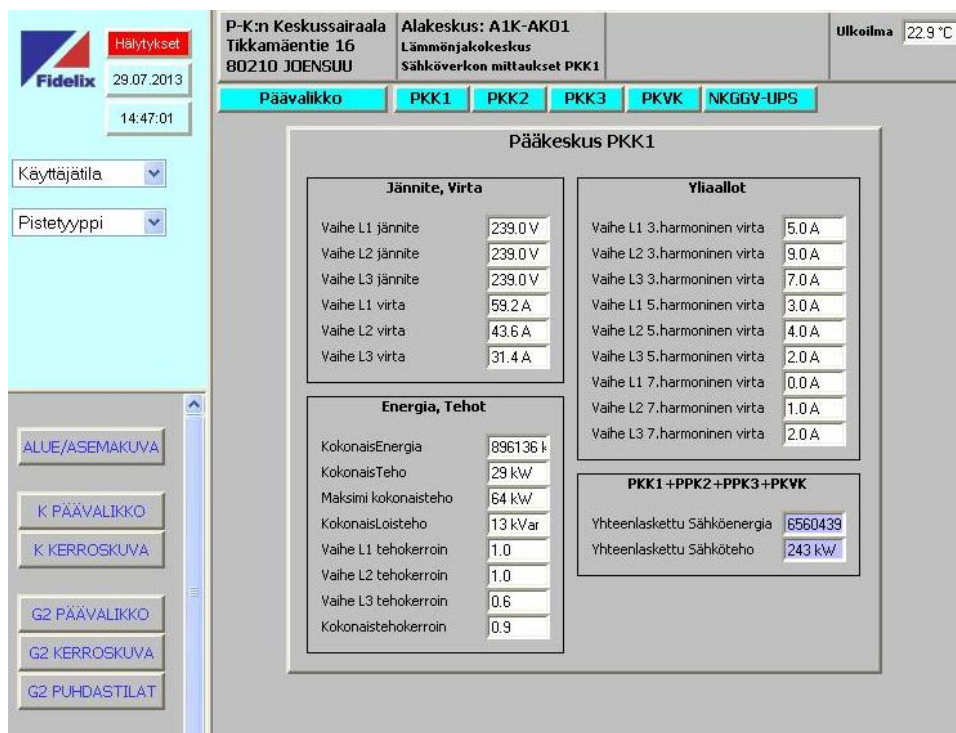 Fidelix
Hälytykset
29.07.2013
14:47:01
Käyttäjätila
Pistetyyppi
ALUE/ASEMAKUVA
K PÄÄVALIKKO
K KERROSKUVA
G2 PÄÄVALIKKO
G2 KERROSKUVA
G2 PUHDASTILAT
P-K:n Keskussairaala
Tikkamäentie 16
80210 JOENSUU
Alakeskus: A1K-AK01
Lämmönjakokeskus
Sähköverkon mittaukset PKK1
Ulkoilma 22.9 °C
Päävalikko PKK1 PKK2 PKK3 PKVK NKGGV-UPS
Pääkeskus PKK1
Jännite, Virta
Vaihe L1 jännite 239.0 V
Vaihe L2 jännite 239.0 V
Vaihe L3 jännite 239.0 V
Vaihe L1 virta 59.2 A
Vaihe L2 virta 43.6 A
Vaihe L3 virta 31.4 A
Energia, Tehot
KokonaisEnergia 896136 k
KokonaisTeho 29 kW
Maksimi kokonaisteho 64 kW
KokonaisLoisteho 13 kVar
Vaihe L1 tehokerroin 1.0
Vaihe L2 tehokerroin 1.0
Vaihe L3 tehokerroin 0.6
Kokonaistehokerroin 0.9
Yliaallot
Vaihe L1 3.harmoninen virta 5.0 A
Vaihe L2 3.harmoninen virta 9.0 A
Vaihe L3 3.harmoninen virta 7.0 A
Vaihe L1 5.harmoninen virta 3.0 A
Vaihe L2 5.harmoninen virta 4.0 A
Vaihe L3 5.harmoninen virta 2.0 A
Vaihe L1 7.harmoninen virta 0.0 A
Vaihe L2 7.harmoninen virta 1.0 A
Vaihe L3 7.harmoninen virta 2.0 A
PKK1+PPK2+PPK3+PKVK
Yhteenlaskettu Sähköenergia 6560439
Yhteenlaskettu Sähköteho 243 kW